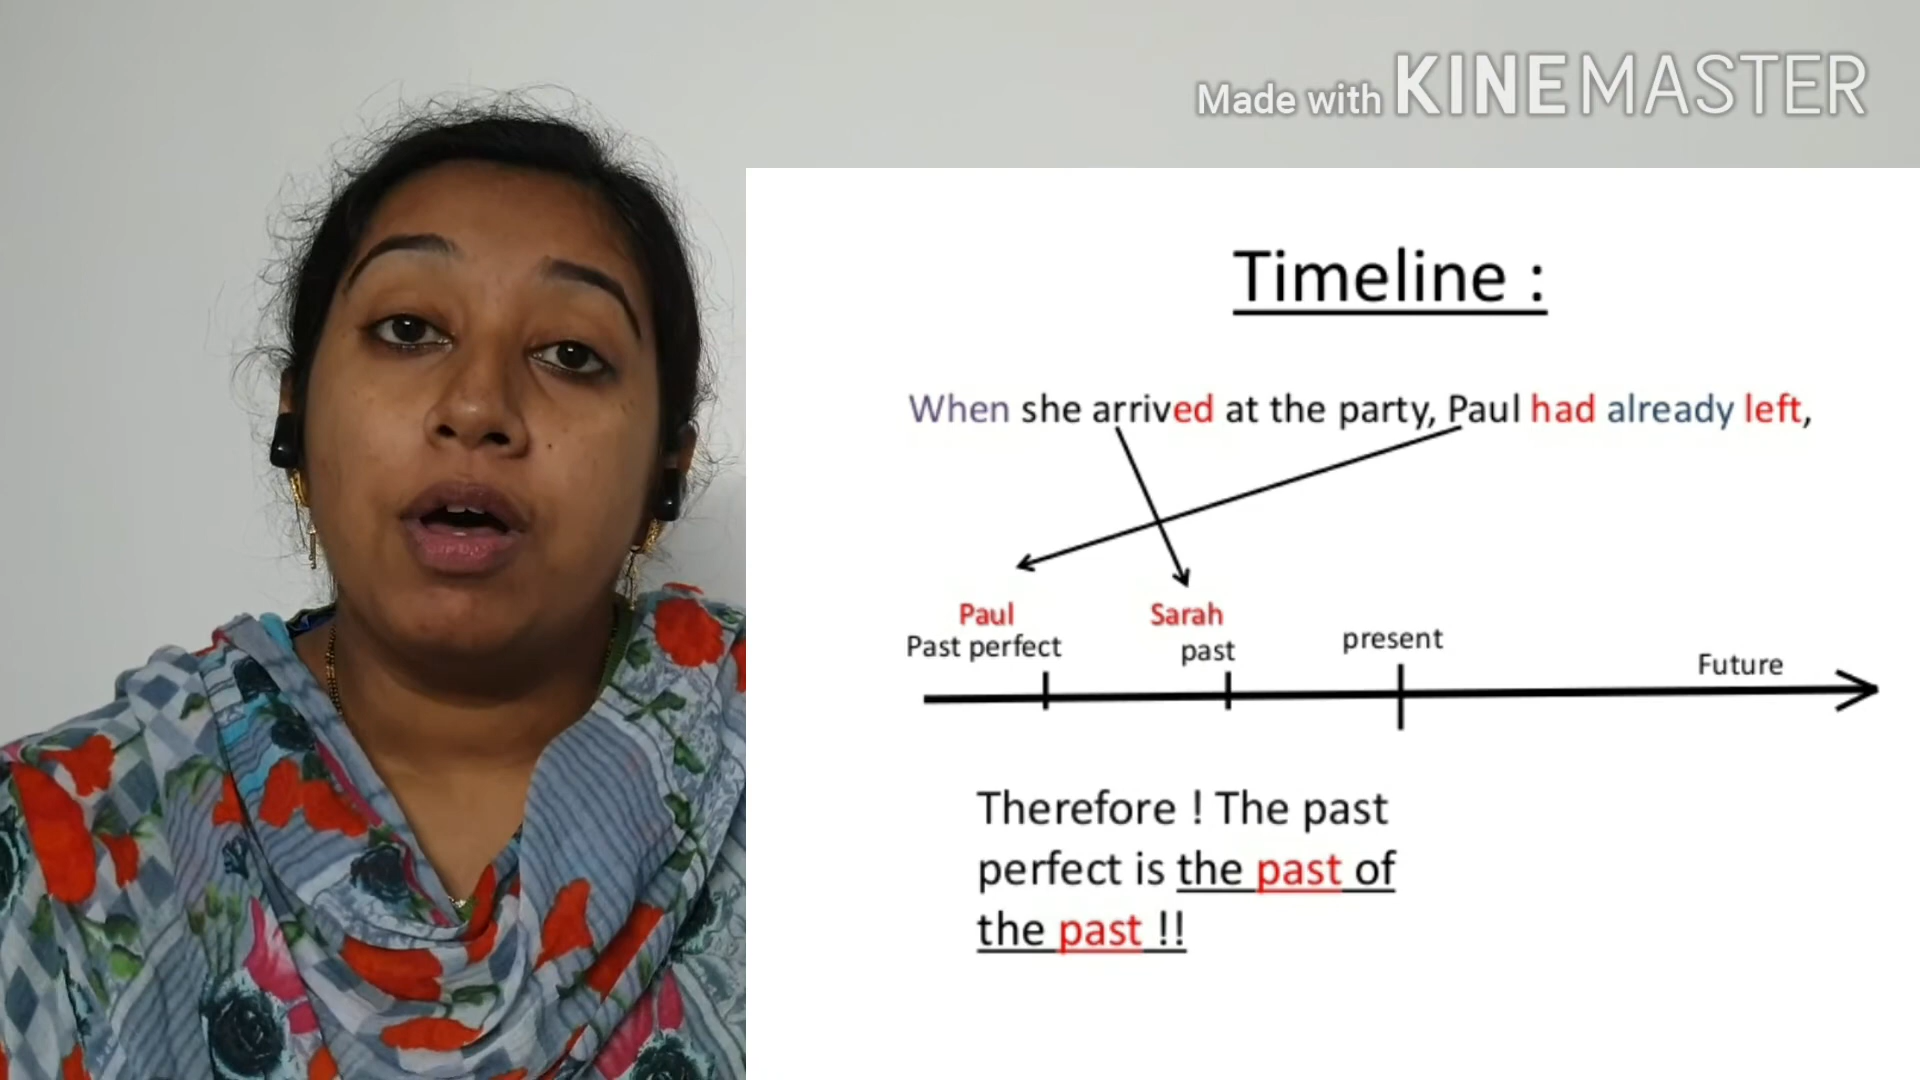 Made with KINEMASTER
Timeline :
When she arrived at the party, Paul had already left,
Paul Sarah
Past perfect past present Future
Therefore ! The past
perfect is the past of
the past !!